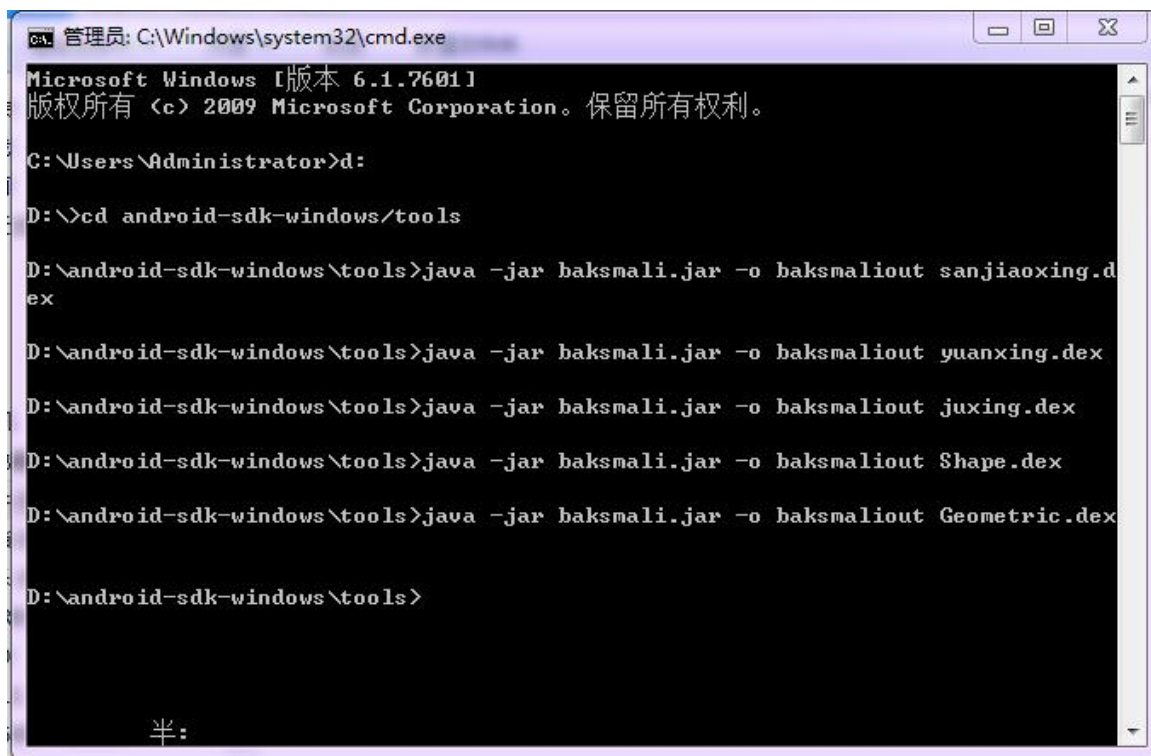 管理员: C:\Windows\system32\cmd.exe
Microsoft Windows [版本 6.1.7601]
版权所有 (c) 2009 Microsoft Corporation。保留所有权利。
C:\Users\Administrator>d:
D:\>cd android-sdk-windows/tools
D:\android-sdk-windows\tools>java -jar baksmali.jar -o baksmaliout sanjiaoxing.d
ex
D:\android-sdk-windows\tools>java -jar baksmali.jar -o baksmaliout yuanxing.dex
D:\android-sdk-windows\tools>java -jar baksmali.jar -o baksmaliout juxing.dex
D:\android-sdk-windows\tools>java -jar baksmali.jar -o baksmaliout Shape.dex
D:\android-sdk-windows\tools>java -jar baksmali.jar -o baksmaliout Geometric.dex
D:\android-sdk-windows\tools>
半: